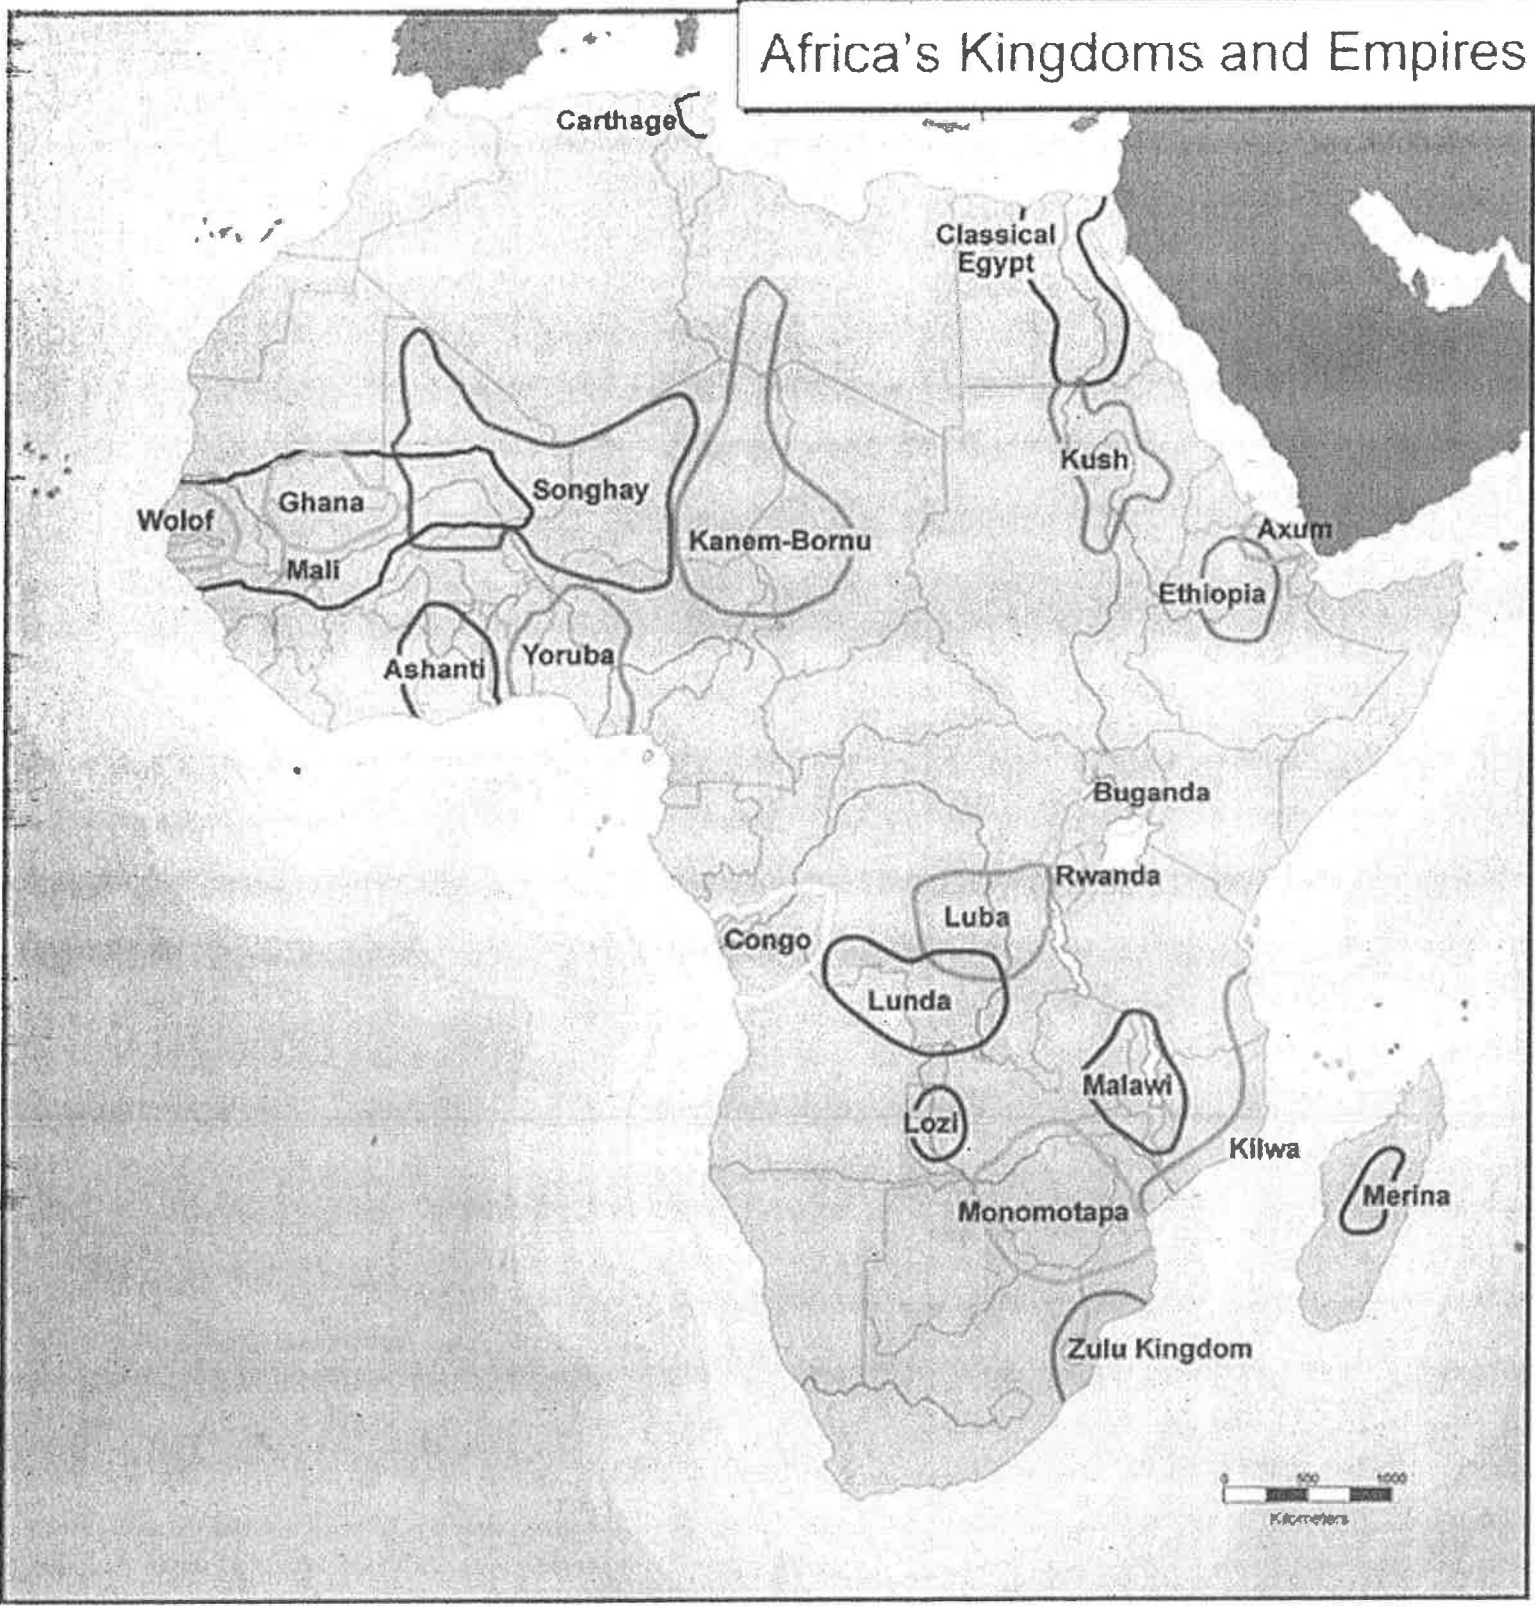 Africa's Kingdoms and Empires
Carthage
Classical
Egypt
Kush
Songhay
Ghana
Wolof
Kanem-Bornu
Axum
Mali
Ethiopia
Yoruba
Ashanti
Buganda
Rwanda
Luba
Congo
Lunda
Malawi
Lozi
Kilwa
Merina
Monomotapa
Zulu Kingdom
0 500 1000
Kilometers